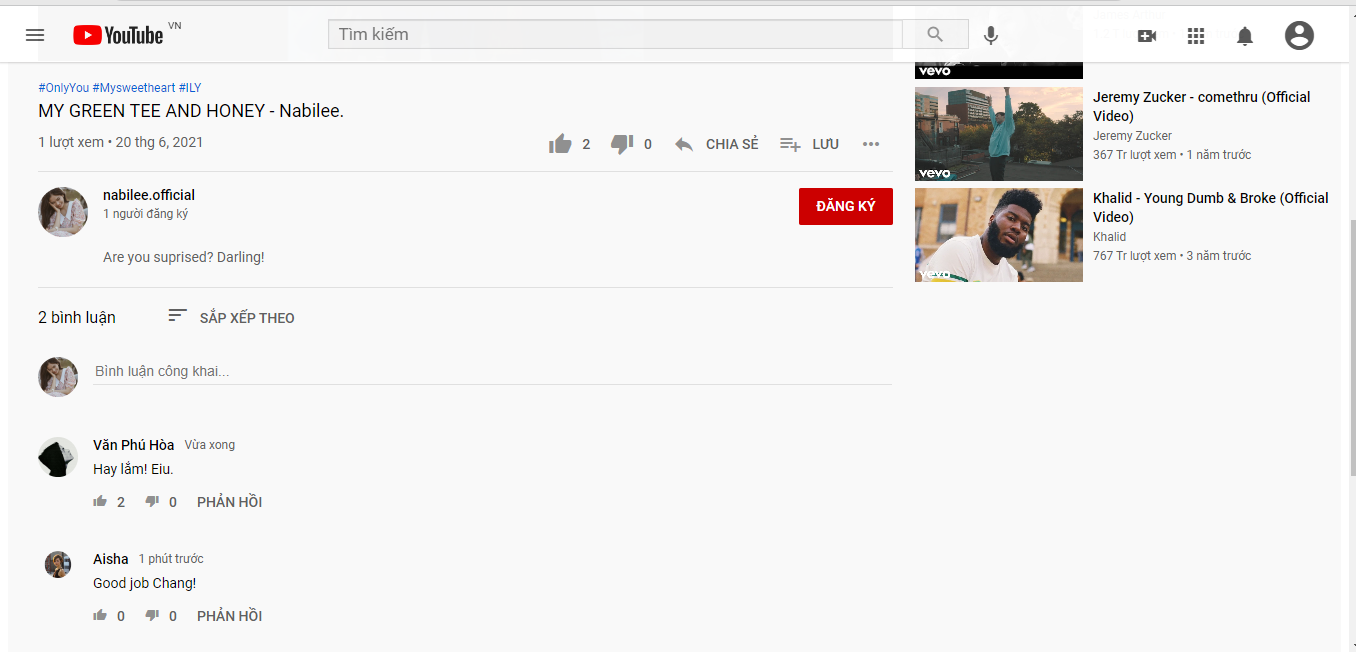 YouTube VN
Tìm kiếm
#OnlyYou #Mysweetheart #ILY
MY GREEN TEE AND HONEY - Nabilee.
1 lượt xem • 20 thg 6, 2021
2
0
CHIA SẺ
LƯU
nabilee.official
1 người đăng ký
ĐĂNG KÝ
Are you suprised? Darling!
2 bình luận
SẮP XẾP THEO
Bình luận công khai...
Văn Phú Hòa Vừa xong
Hay lắm! Eiu.
2 0 PHẢN HỒI
Aisha 1 phút trước
Good job Chang!
0 0 PHẢN HỒI
vevo
vevo
Jeremy Zucker - comethru (Official
Video)
Jeremy Zucker
367 Tr lượt xem • 1 năm trước
vevo
Khalid - Young Dumb & Broke (Official
Video)
Khalid
767 Tr lượt xem • 3 năm trước